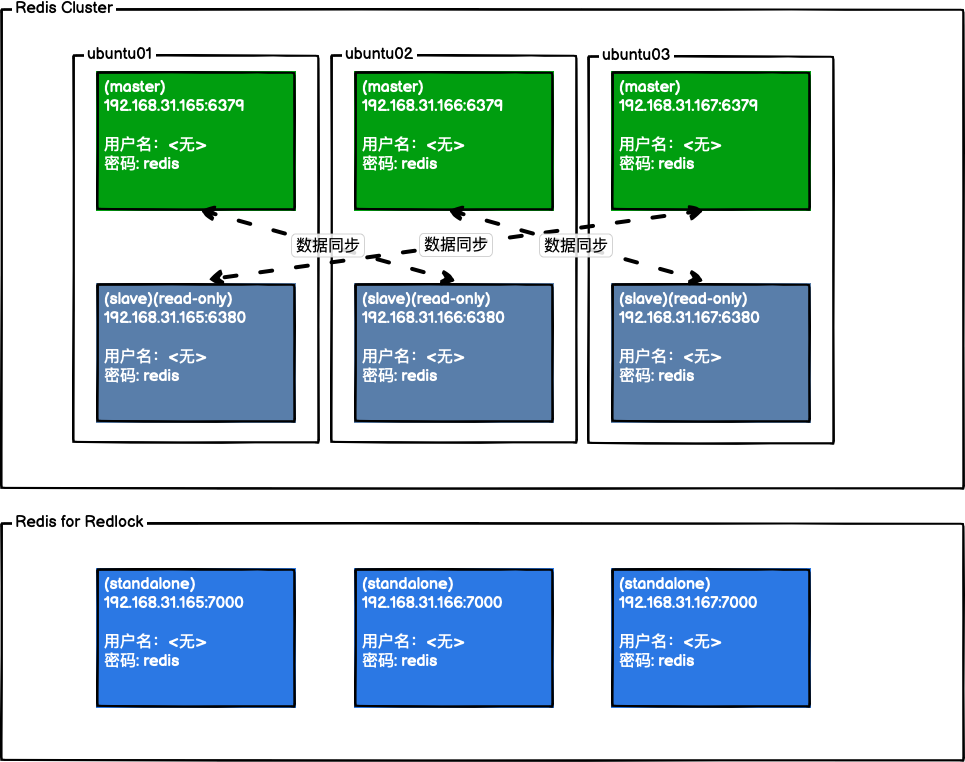 Redis Cluster
ubuntu01
(master)
192.168.31.165:6379
用户名：<无>
密码: redis
ubuntu02
(master)
192.168.31.166:6379
用户名：<无>
密码: redis
ubuntu03
(master)
192.168.31.167:6379
用户名：<无>
密码: redis
数据同步
数据同步
数据同步
(slave)(read-only)
192.168.31.165:6380
用户名：<无>
密码: redis
(slave)(read-only)
192.168.31.166:6380
用户名：<无>
密码: redis
(slave)(read-only)
192.168.31.167:6380
用户名：<无>
密码: redis
Redis for Redlock
(standalone)
192.168.31.165:7000
用户名：<无>
密码: redis
(standalone)
192.168.31.166:7000
用户名：<无>
密码: redis
(standalone)
192.168.31.167:7000
用户名：<无>
密码: redis